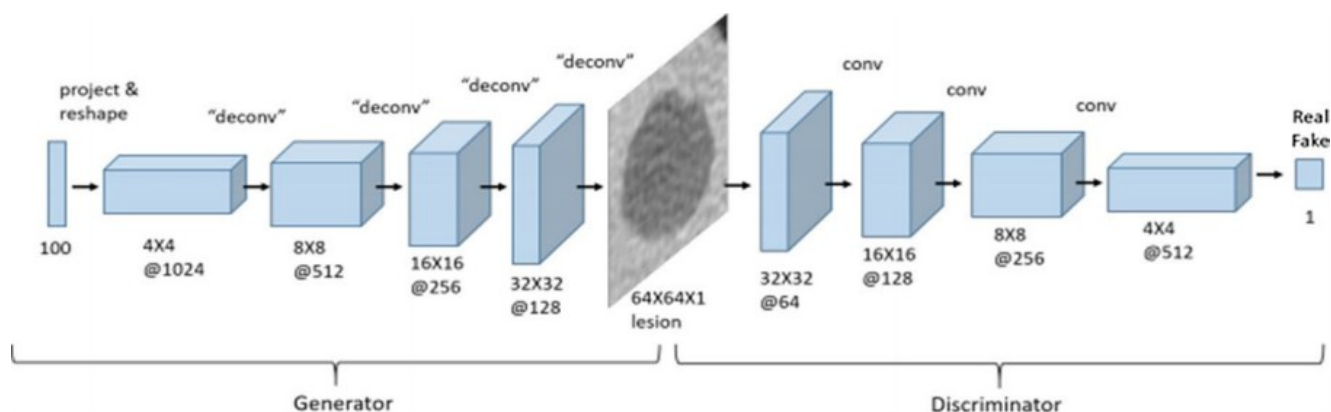 project &
reshape
"deconv"
"deconv"
"deconv"
"deconv"
conv
conv
conv
Real
Fake
100
4X4
@1024
8X8
@512
16X16
@256
32X32
@128
64X64X1
lesion
32X32
@64
16X16
@128
8X8
@256
4X4
@512
1
Generator
Discriminator